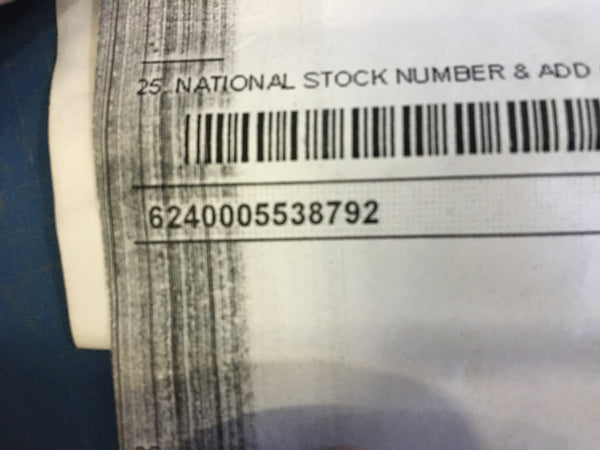 25. NATIONAL STOCK NUMBER & ADD
6240005538792